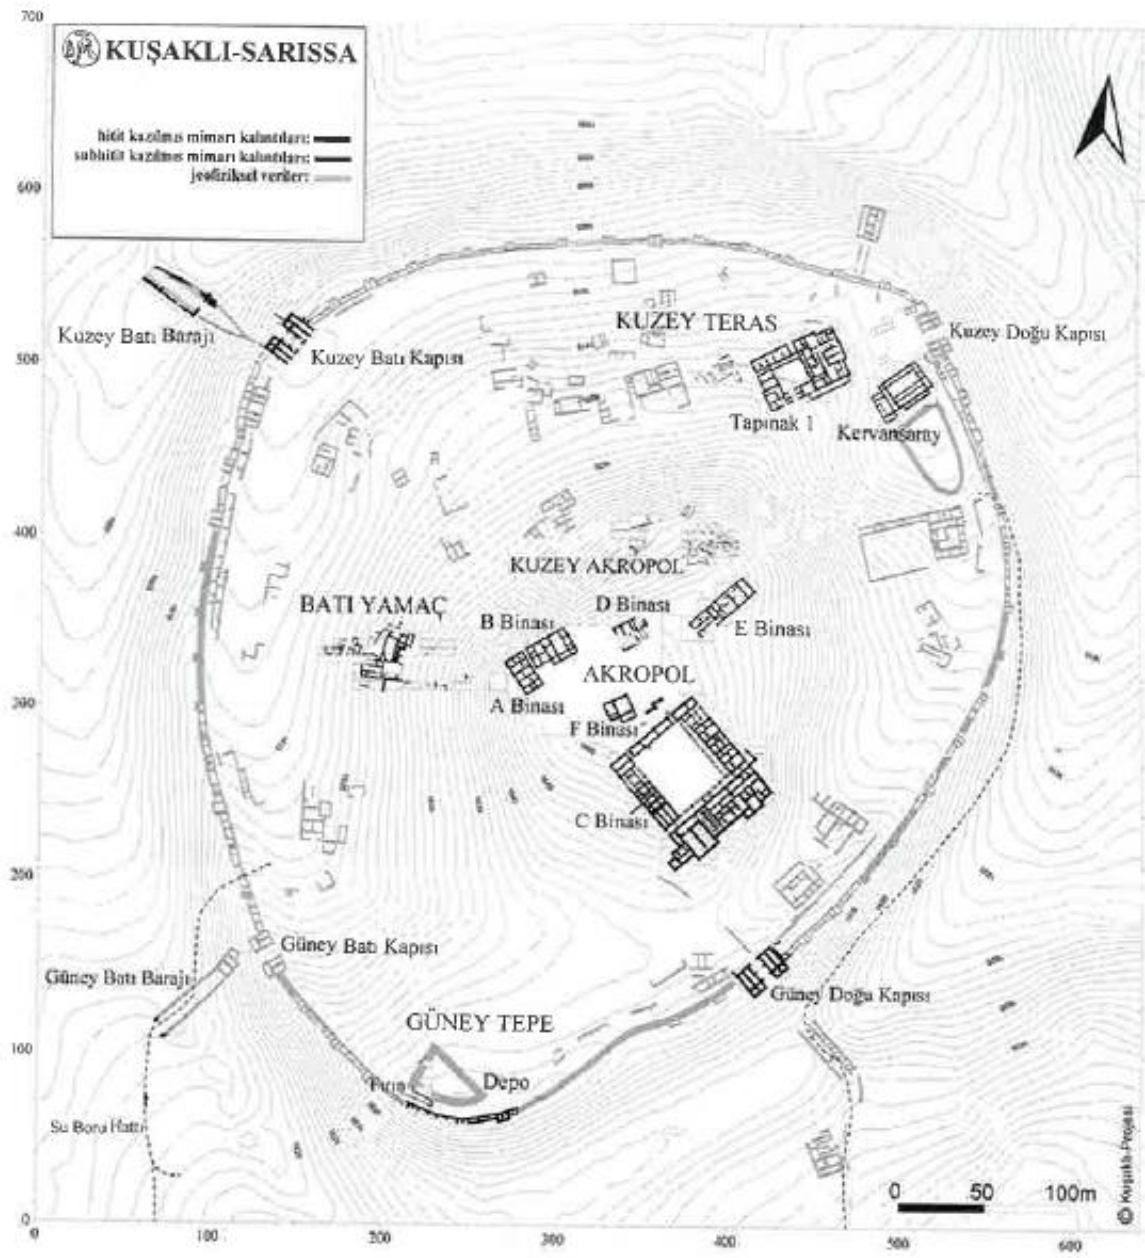 700
KUŞAKLI-SARISSA
hitit kazılmış mimari kalıntıları:
subhitit kazılmış mimari kalıntıları:
jeofiziksel veriler:
600
Kuzey Batı Barajı
Kuzey Batı Kapısı
KUZEY TERAS
Kuzey Doğu Kapısı
500
Tapınak 1
Kervansaray
400
KUZEY AKROPOL
BATI YAMAÇ
B Binası
D Binası
E Binası
AKROPOL
300
A Binası
F Binası
C Binası
200
Güney Batı Kapısı
Güney Batı Barajı
Güney Doğu Kapısı
GÜNEY TEPE
100
Fırın
Depo
Su Boru Hattı
0 50 100m
© Kuşaklı-Projesi
0
0 100 200 300 400 500 600